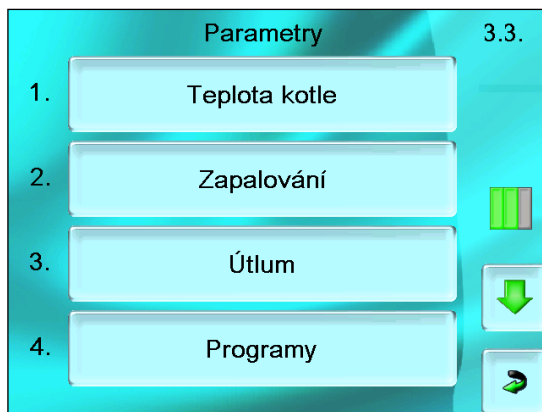 Parametry 3.3.
1. Teplota kotle
2. Zapalování
3. Útlum
4. Programy